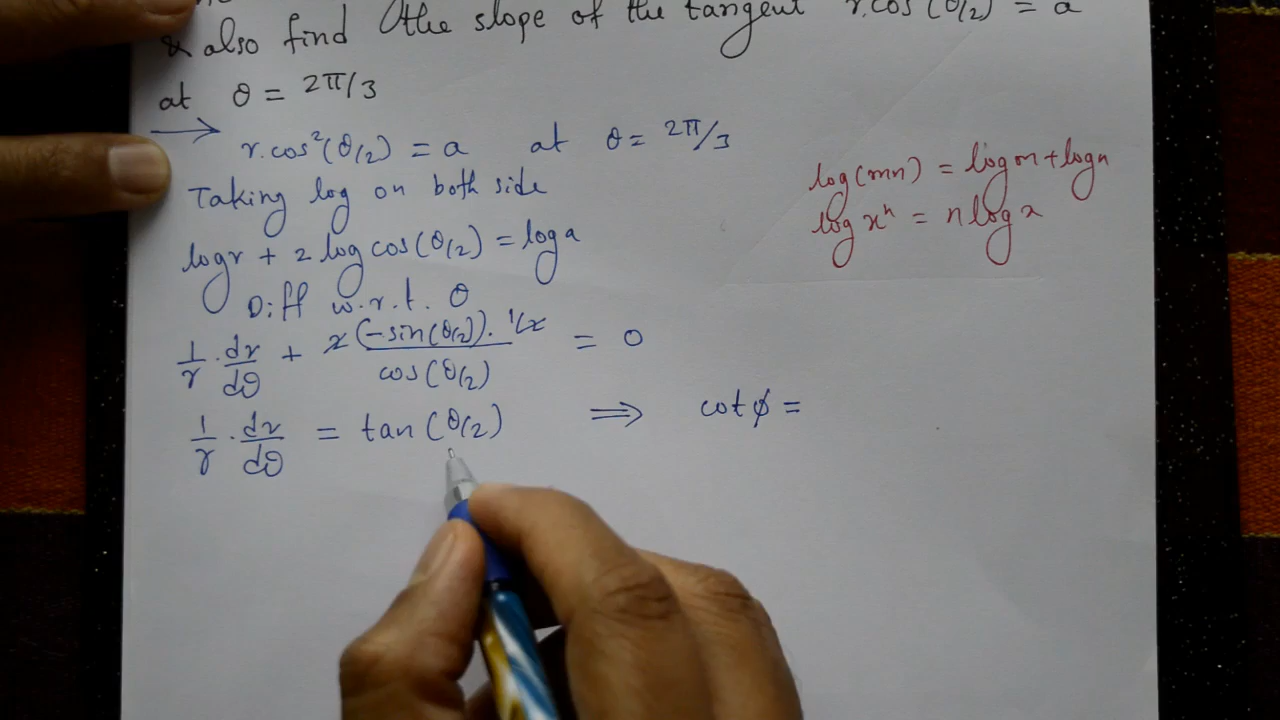 & also find the slope of the tangent r.cos²(θ/2) = a
at θ = 2π/3
→ r.cos²(θ/2) = a at θ = 2π/3
Taking log on both side
logr + 2 log cos(θ/2) = log a
Diff w.r.t. θ
1/r . dr/dθ + 2(-sin(θ/2)). 1/2 / cos(θ/2) = 0
1/r . dr/dθ = tan(θ/2) ⟹ cot φ =
log(mn) = log m + log n
log xⁿ = n log x